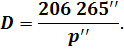 D = 206 265″ / p″.